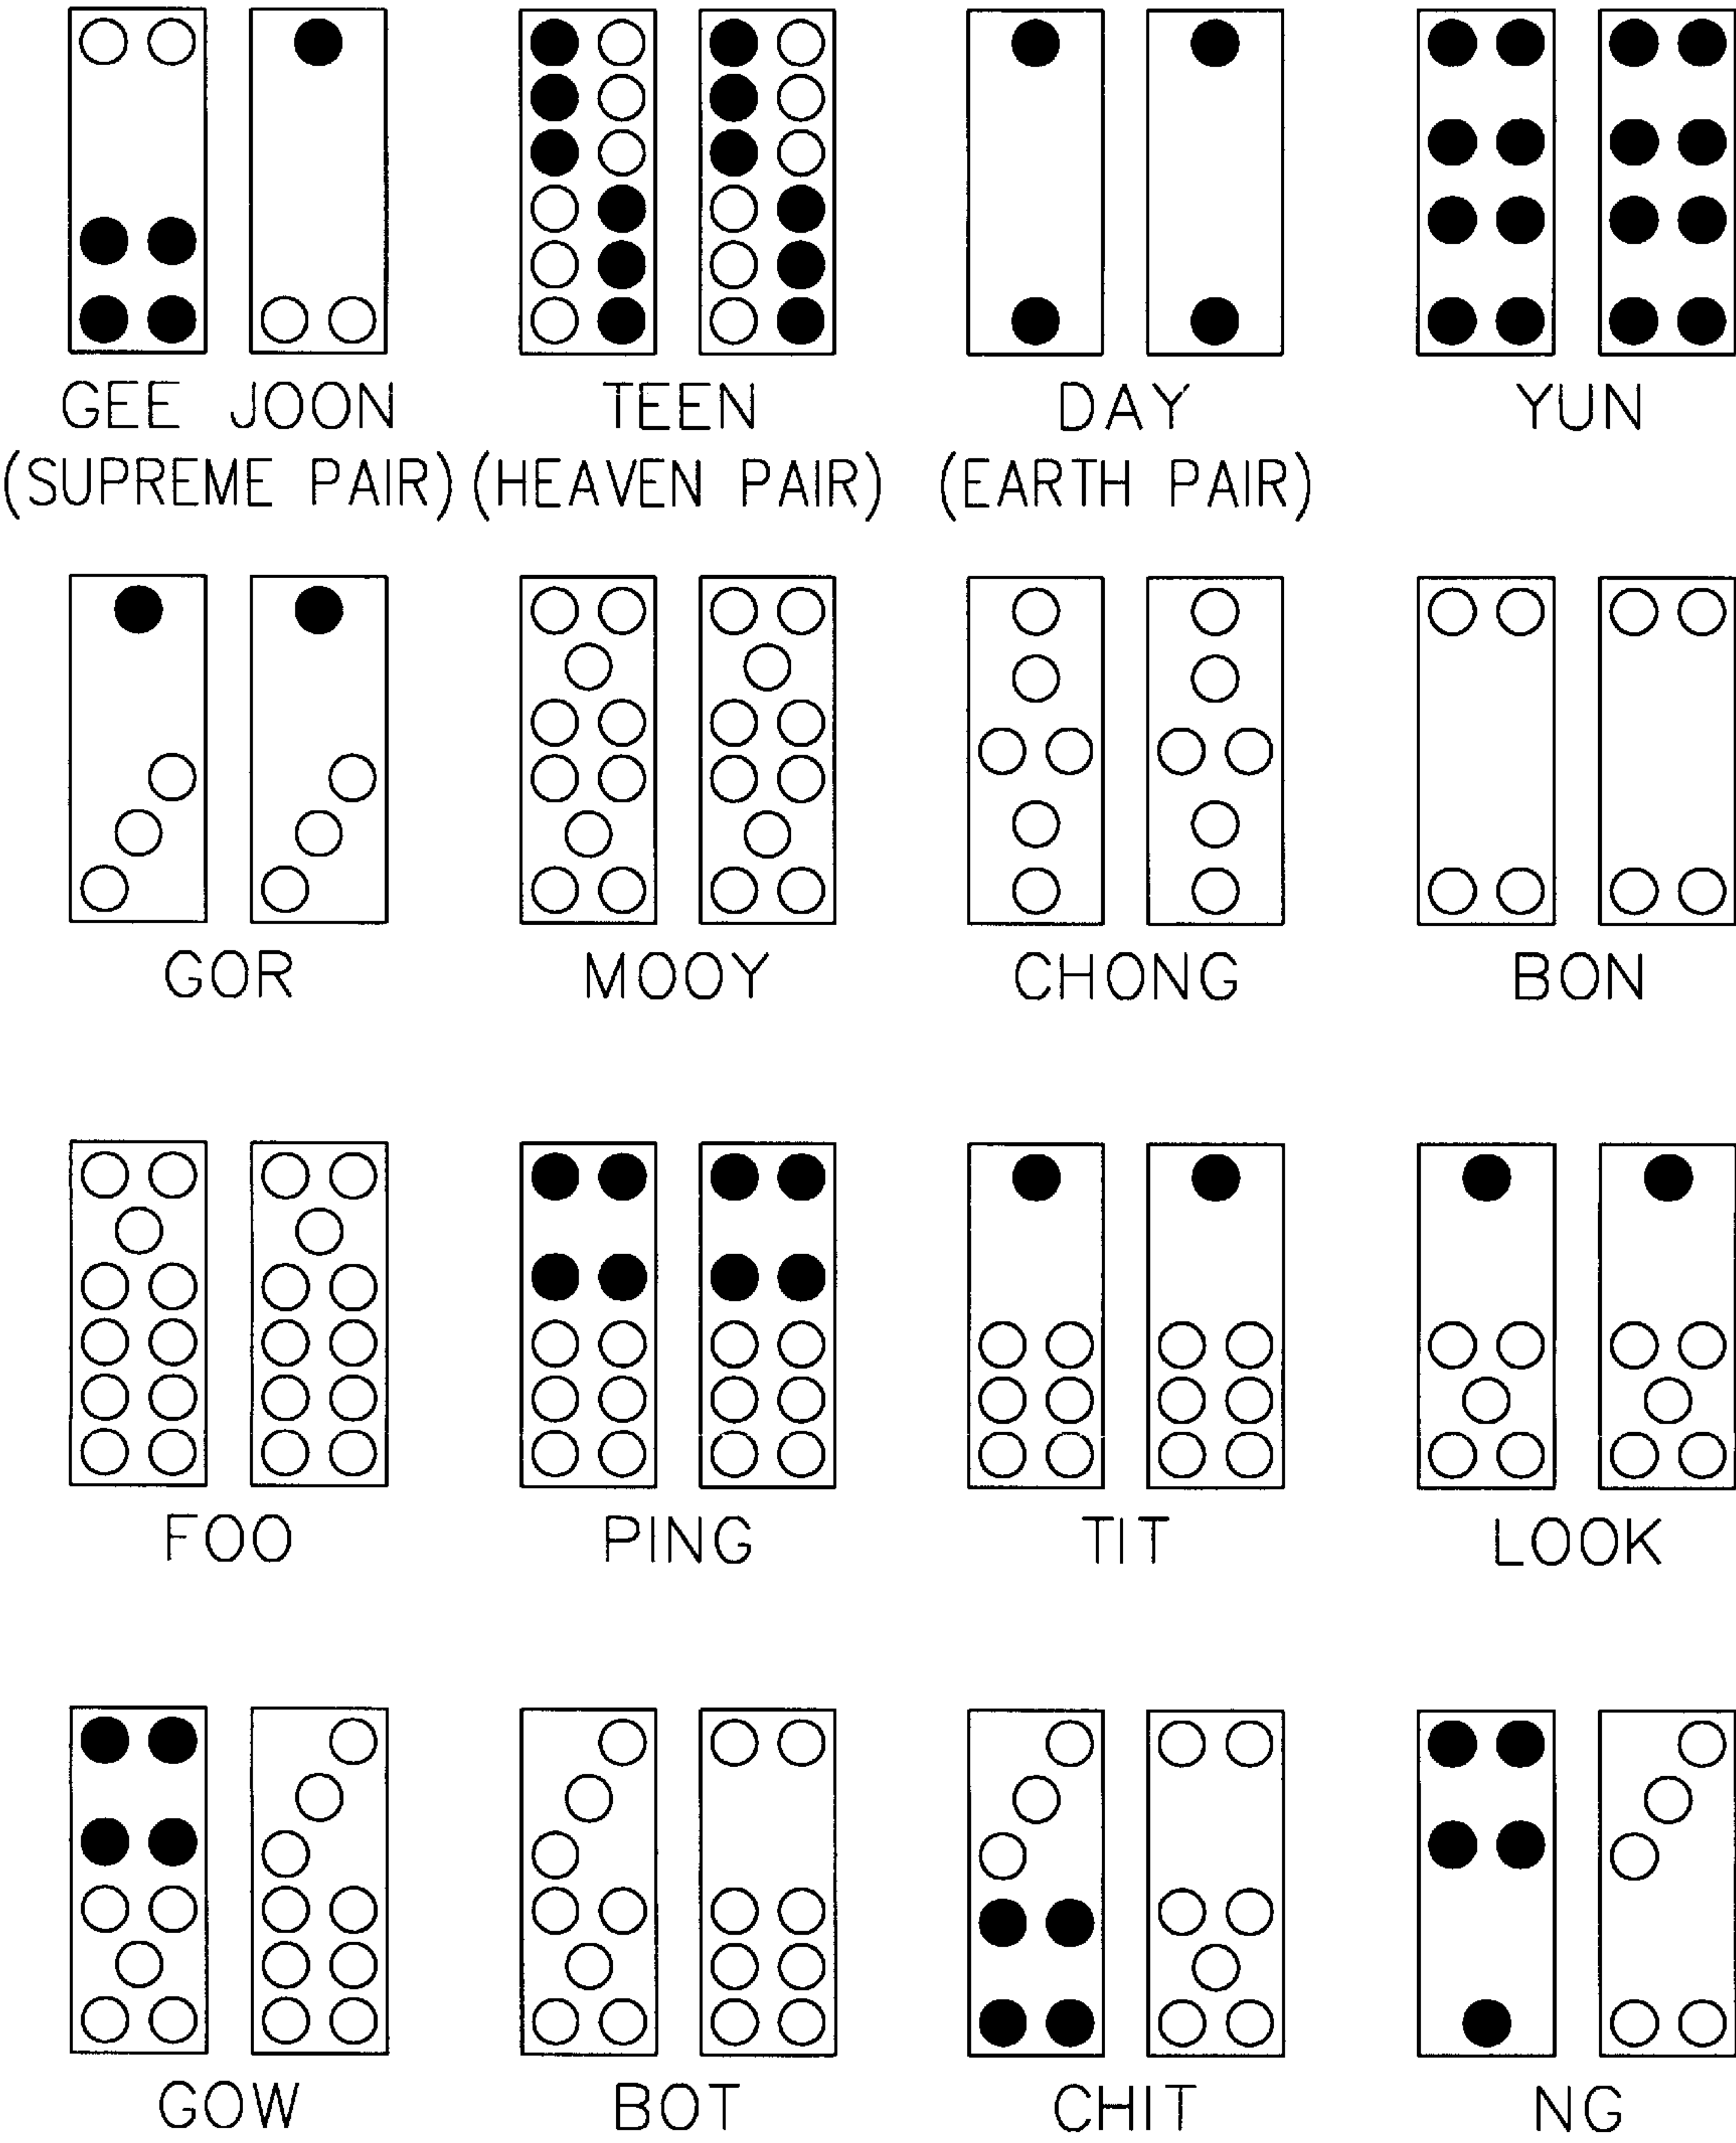 GEE JOON TEEN DAY YUN
(SUPREME PAIR) (HEAVEN PAIR) (EARTH PAIR)
GOR MOOY CHONG BON
FOO PING TIT LOOK
GOW BOT CHIT NG